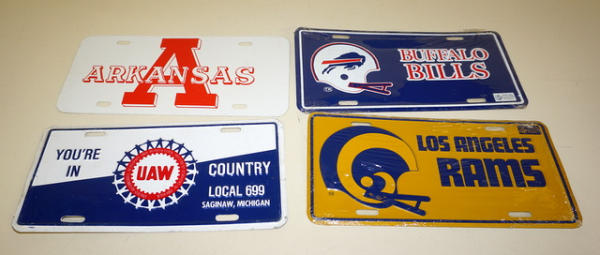 A
ARKANSAS
BUFFALO
BILLS
YOU'RE
IN
UAW
COUNTRY
LOCAL 699
SAGINAW, MICHIGAN
LOS ANGELES
RAMS